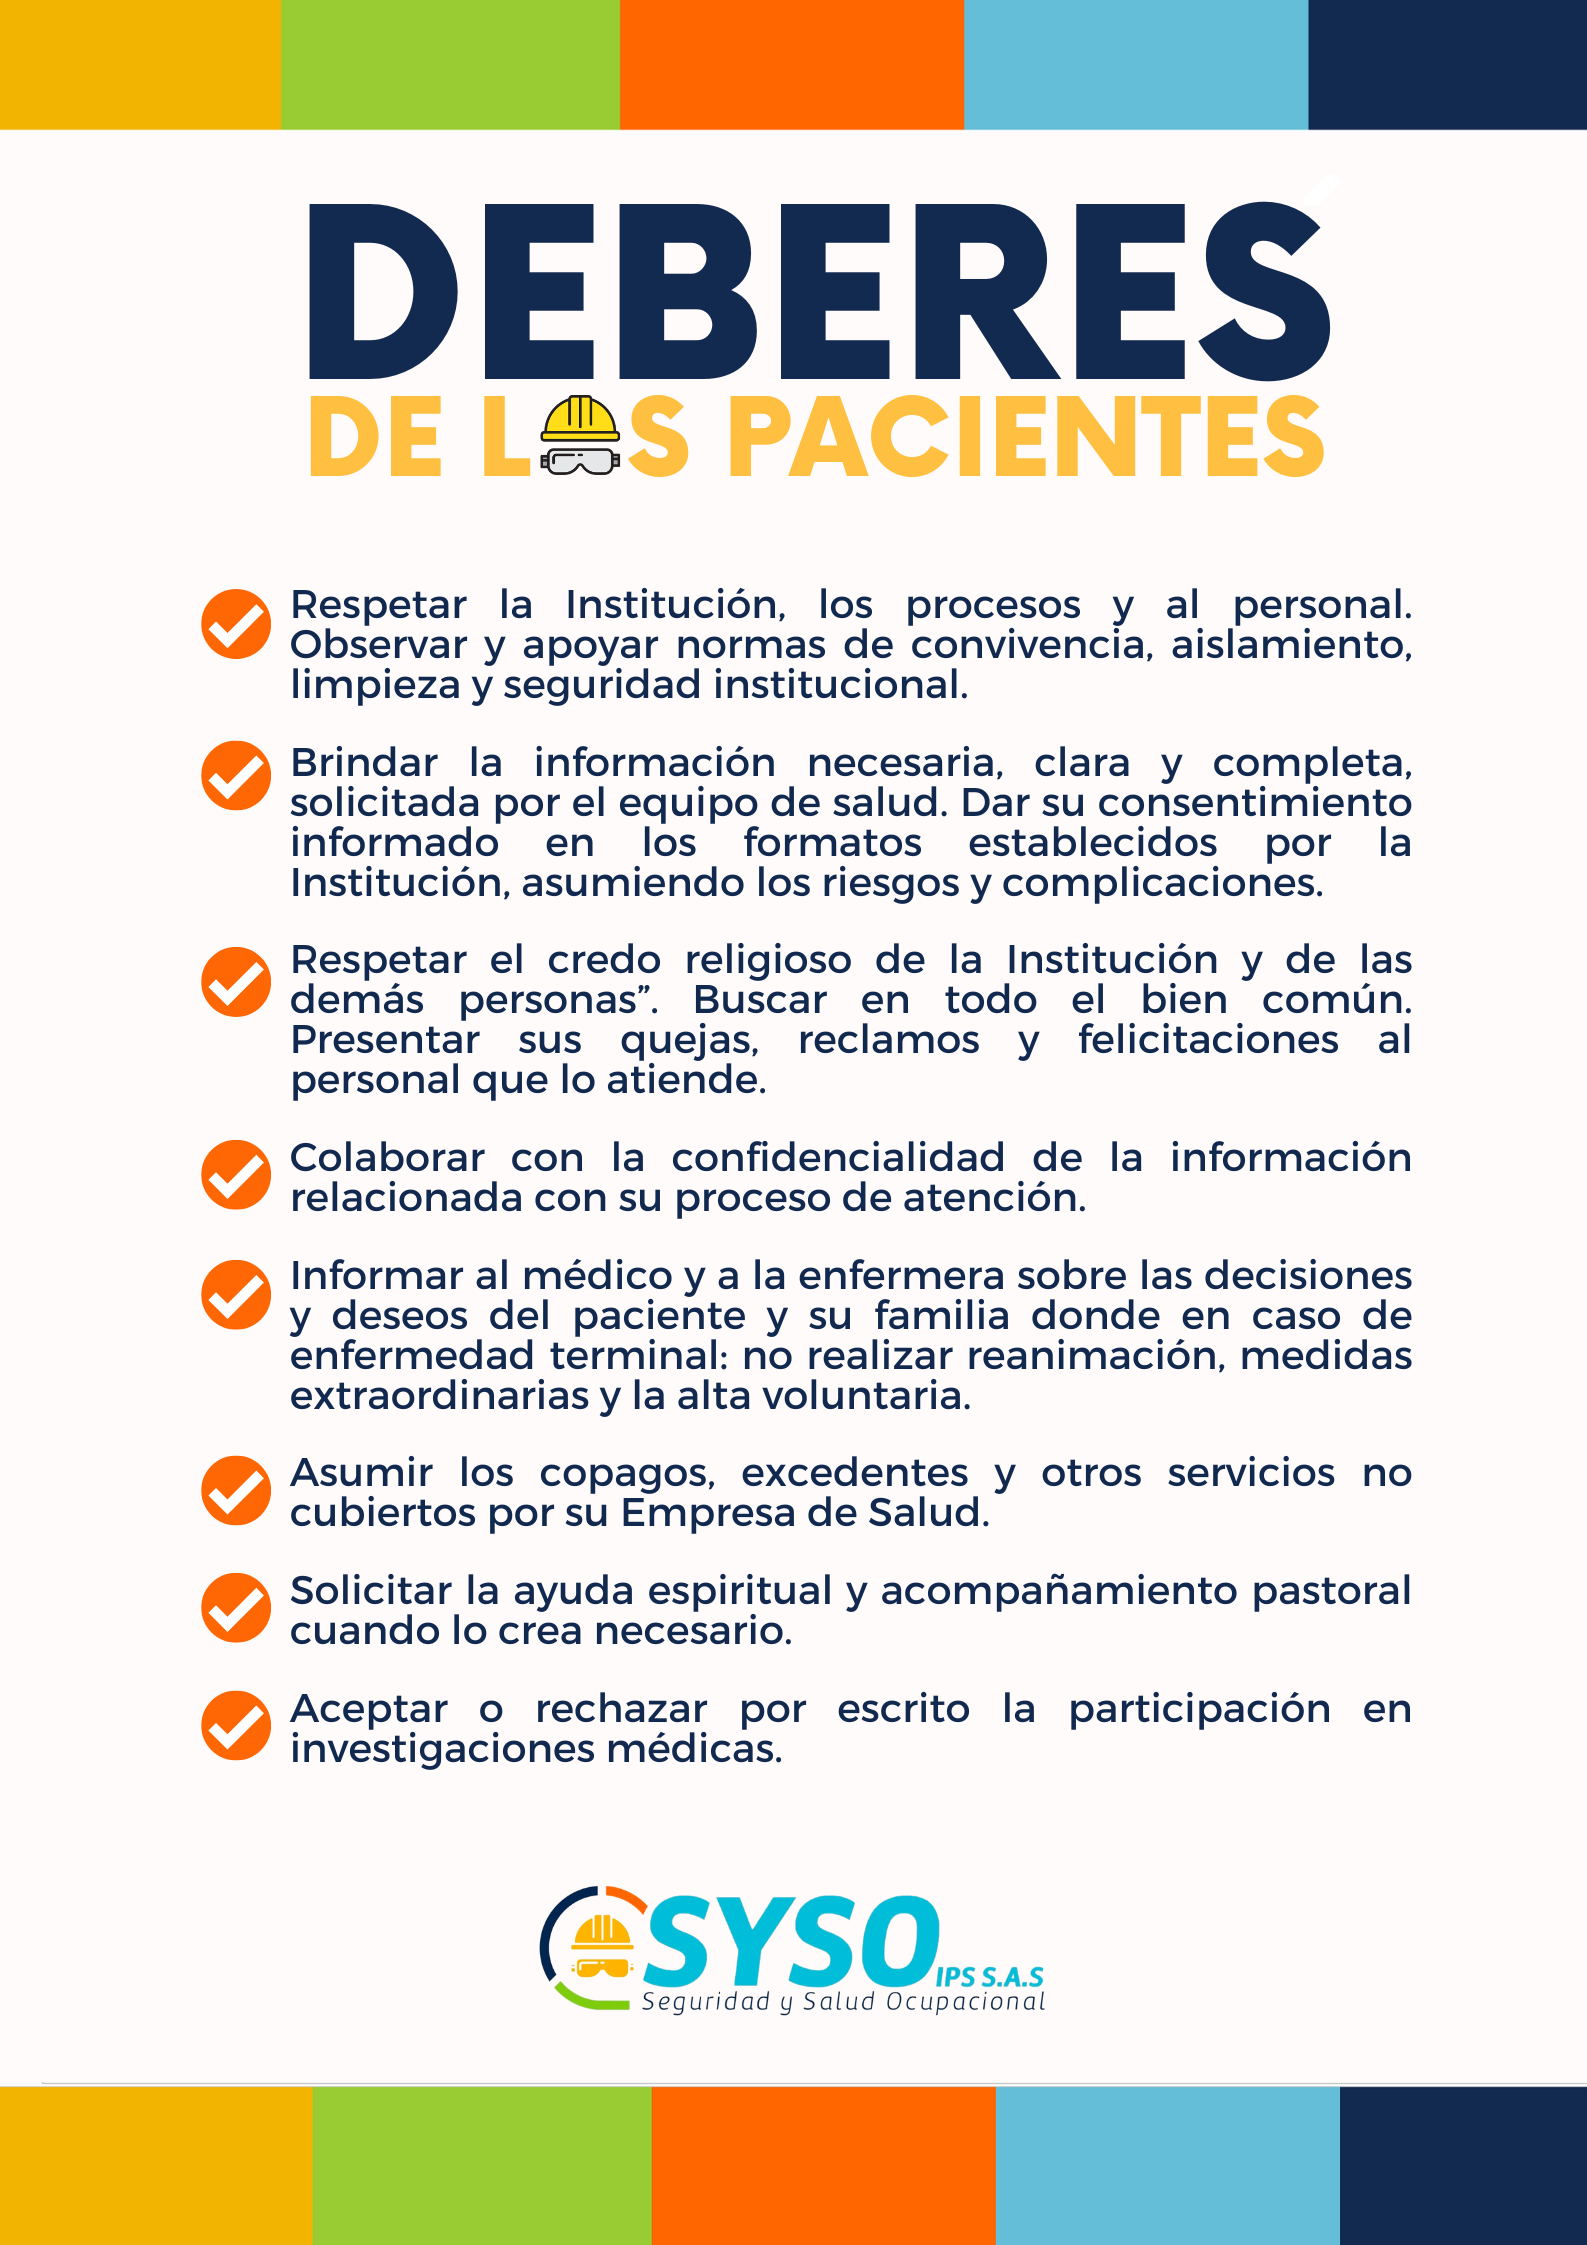 DEBERES
DE LOS PACIENTES
Respetar la Institución, los procesos y al personal.
Observar y apoyar normas de convivencia, aislamiento,
limpieza y seguridad institucional.
Brindar la información necesaria, clara y completa,
solicitada por el equipo de salud. Dar su consentimiento
informado en los formatos establecidos por la
Institución, asumiendo los riesgos y complicaciones.
Respetar el credo religioso de la Institución y de las
demás personas”. Buscar en todo el bien común.
Presentar sus quejas, reclamos y felicitaciones al
personal que lo atiende.
Colaborar con la confidencialidad de la información
relacionada con su proceso de atención.
Informar al médico y a la enfermera sobre las decisiones
y deseos del paciente y su familia donde en caso de
enfermedad terminal: no realizar reanimación, medidas
extraordinarias y la alta voluntaria.
Asumir los copagos, excedentes y otros servicios no
cubiertos por su Empresa de Salud.
Solicitar la ayuda espiritual y acompañamiento pastoral
cuando lo crea necesario.
Aceptar o rechazar por escrito la participación en
investigaciones médicas.
SYSO IPS S.A.S
Seguridad y Salud Ocupacional